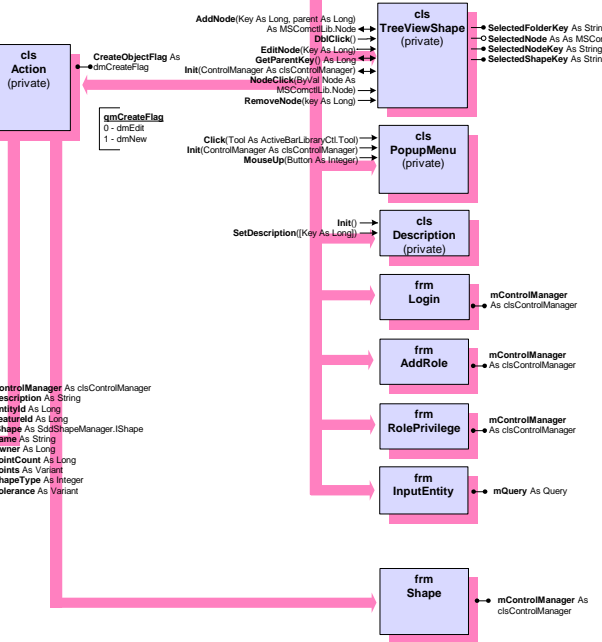 cls
Action
(private)
CreateObjectFlag As
dmCreateFlag
qmCreateFlag
0 - dmEdit
1 - dmNew
AddNode(Key As Long, parent As Long)
As MSComctlLib.Node
DblClick()
EditNode(Key As Long)
GetParentKey() As Long
Init(ControlManager As clsControlManager)
NodeClick(ByVal Node As
MSComctlLib.Node)
RemoveNode(key As Long)
cls
TreeViewShape
(private)
SelectedFolderKey As Strin
SelectedNode As As MSCor
SelectedNodeKey As String
SelectedShapeKey As Strin
Click(Tool As ActiveBarLibraryCtl.Tool)
Init(ControlManager As clsControlManager)
MouseUp(Button As Integer)
cls
PopupMenu
(private)
Init()
SetDescription([Key As Long])
cls
Description
(private)
frm
Login
mControlManager
As clsControlManager
frm
AddRole
mControlManager
As clsControlManager
frm
RolePrivilege
mControlManager
As clsControlManager
frm
InputEntity
mQuery As Query
ontrolManager As clsControlManager
escription As String
ntityId As Long
eatureId As Long
hape As SddShapeManager.IShape
ame As String
wner As Long
ointCount As Long
oints As Variant
hapeType As Integer
olerance As Variant
frm
Shape
mControlManager As
clsControlManager